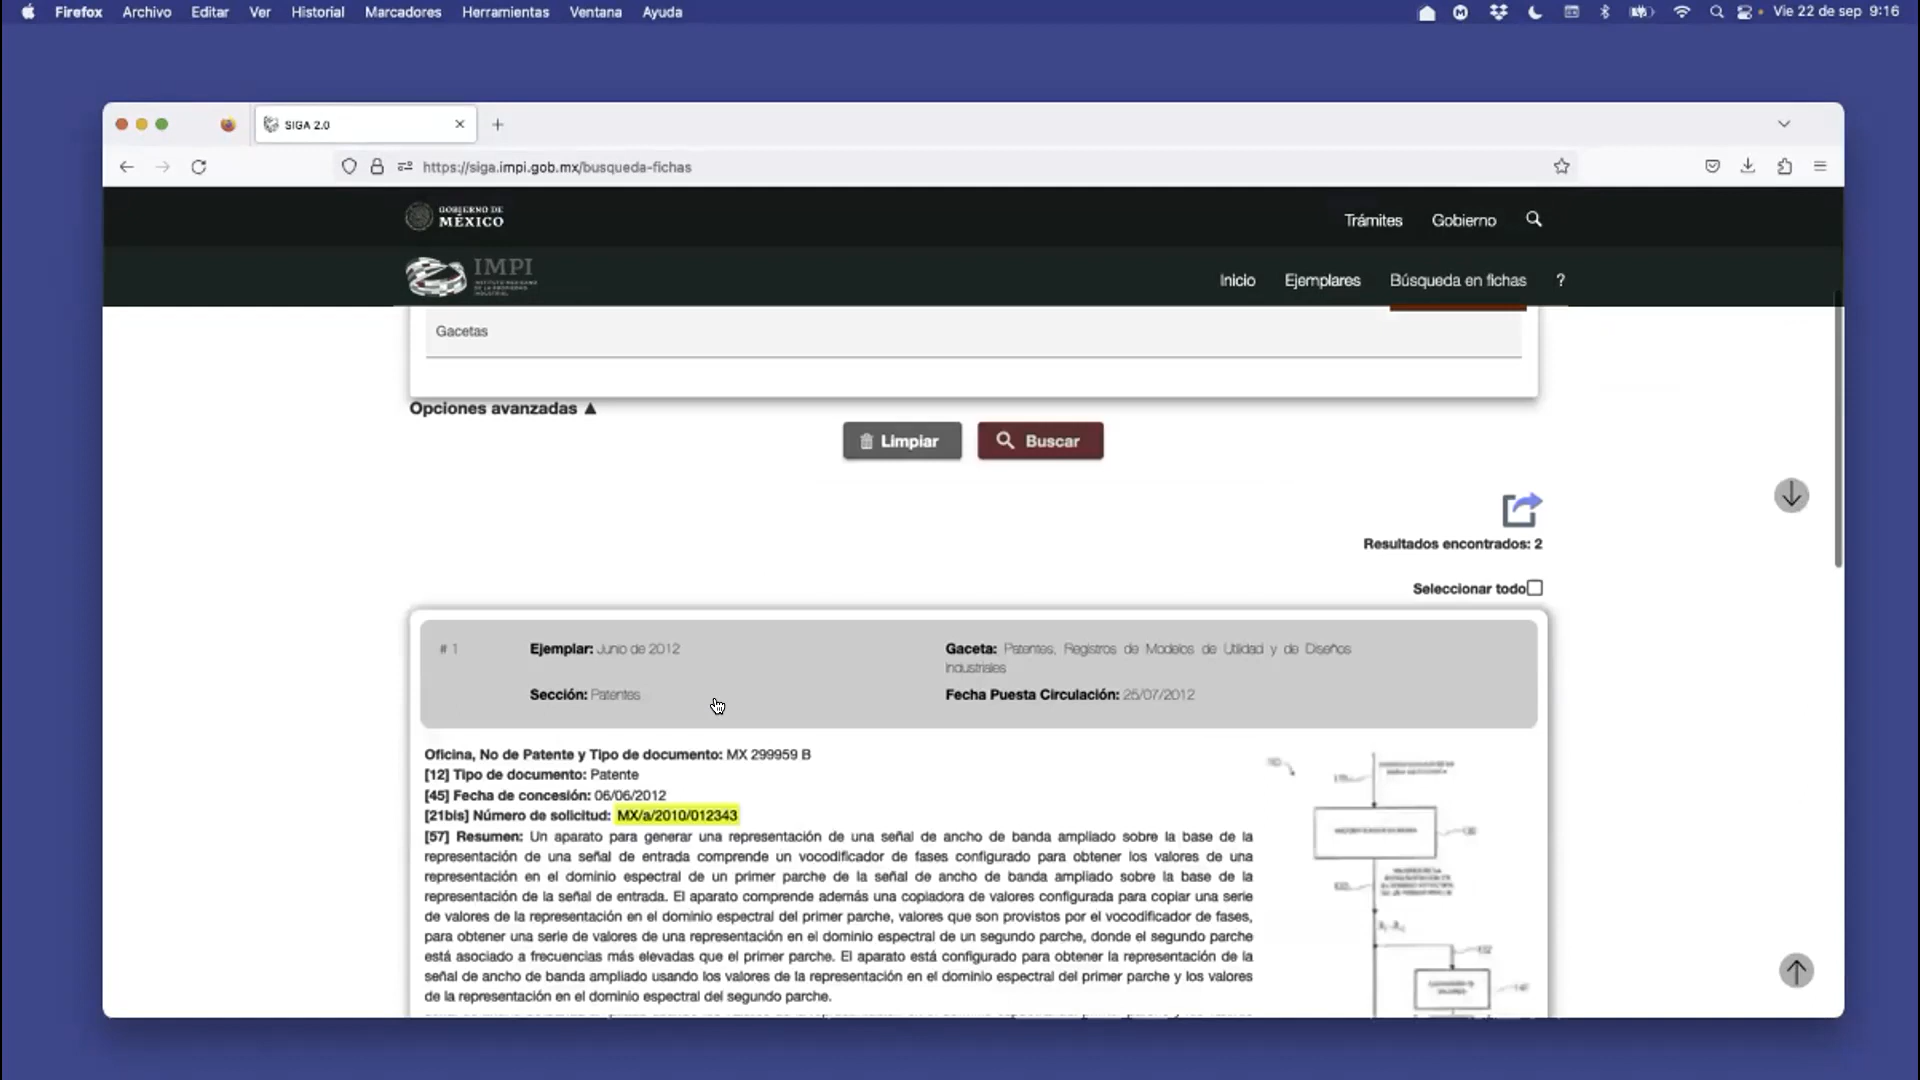 Firefox Archivo Editar Ver Historial Marcadores Herramientas Ventana Ayuda Vie 22 de sep 9:16
SIGA 2.0
https://siga.impi.gob.mx/busqueda-fichas
GOBIERNO DE
MÉXICO
Trámites Gobierno
IMPI
INSTITUTO MEXICANO
DE LA PROPIEDAD
INDUSTRIAL
Inicio Ejemplares Búsqueda en fichas ?
Gacetas
Opciones avanzadas ▲
Limpiar Buscar
Resultados encontrados: 2
Seleccionar todo
# 1 Ejemplar: Junio de 2012 Gaceta: Patentes, Registros de Modelos de Utilidad y de Diseños
Industriales
Sección: Patentes Fecha Puesta Circulación: 25/07/2012
Oficina, No de Patente y Tipo de documento: MX 299959 B
[12] Tipo de documento: Patente
[45] Fecha de concesión: 06/06/2012
[21bis] Número de solicitud: MX/a/2010/012343
[57] Resumen: Un aparato para generar una representación de una señal de ancho de banda ampliado sobre la base de la
representación de una señal de entrada comprende un vocodificador de fases configurado para obtener los valores de una
representación en el dominio espectral de un primer parche de la señal de ancho de banda ampliado sobre la base de la
representación de la señal de entrada. El aparato comprende además una copiadora de valores configurada para copiar una serie
de valores de la representación en el dominio espectral del primer parche, valores que son provistos por el vocodificador de fases,
para obtener una serie de valores de una representación en el dominio espectral de un segundo parche, donde el segundo parche
está asociado a frecuencias más elevadas que el primer parche. El aparato está configurado para obtener la representación de la
señal de ancho de banda ampliado usando los valores de la representación en el dominio espectral del primer parche y los valores
de la representación en el dominio espectral del segundo parche.